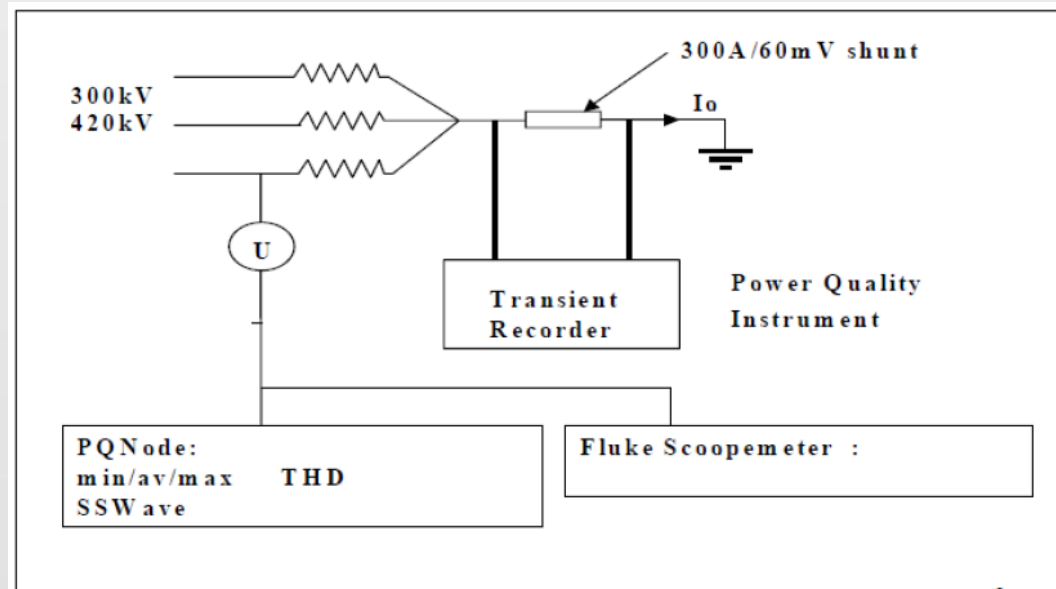 300A/60mV shunt
300kV
420kV
Io
U
Transient
Recorder
Power Quality
Instrument
PQNode:
min/av/max THD
SSWave
Fluke Scoopemeter :